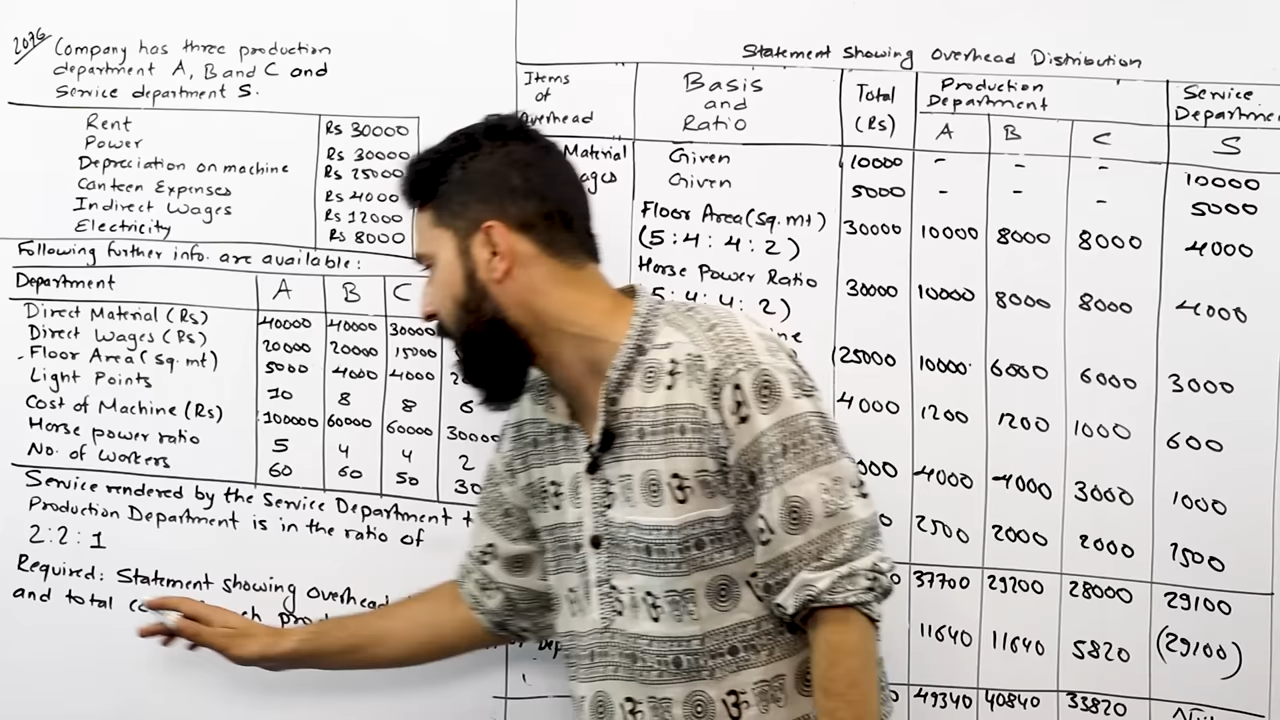 2076
Company has three production
department A, B and C and
Service department S.
Rent Rs 30000
Power Rs 30000
Depreciation on machine Rs 25000
Canteen Expenses Rs 4000
Indirect Wages Rs 12000
Electricity Rs 8000
Following further info. are available:
Department A B C
Direct Material (Rs) 40000 40000 30000
Direct Wages (Rs) 20000 20000 15000
Floor Area (sq. mt) 5000 4000 4000
Light Points 10 8 8 6
Cost of Machine (Rs) 100000 60000 60000 30000
Horse power ratio 5 4 4 2
No. of Workers 60 60 50 30
Service rendered by the Service Department
Production Department is in the ratio of
2:2:1
Required: Statement showing overhead
and total
Statement Showing Overhead Distribution
Items of Overhead Basis and Ratio Total (Rs) Production Department Service Department
A B C S
Material Given 10000 - - - 10000
Given 5000 - - - 5000
Floor Area (sq. mt)
(5:4:4:2) 30000 10000 8000 8000 4000
Horse Power Ratio
(5:4:4:2) 30000 10000 8000 8000 4000
25000 10000 6000 6000 3000
4000 1200 1200 1000 600
4000 4000 3000 1000
2500 2000 2000 1500
37700 29200 28000 29100
11640 11640 5820 (29100)
49340 40840 33820